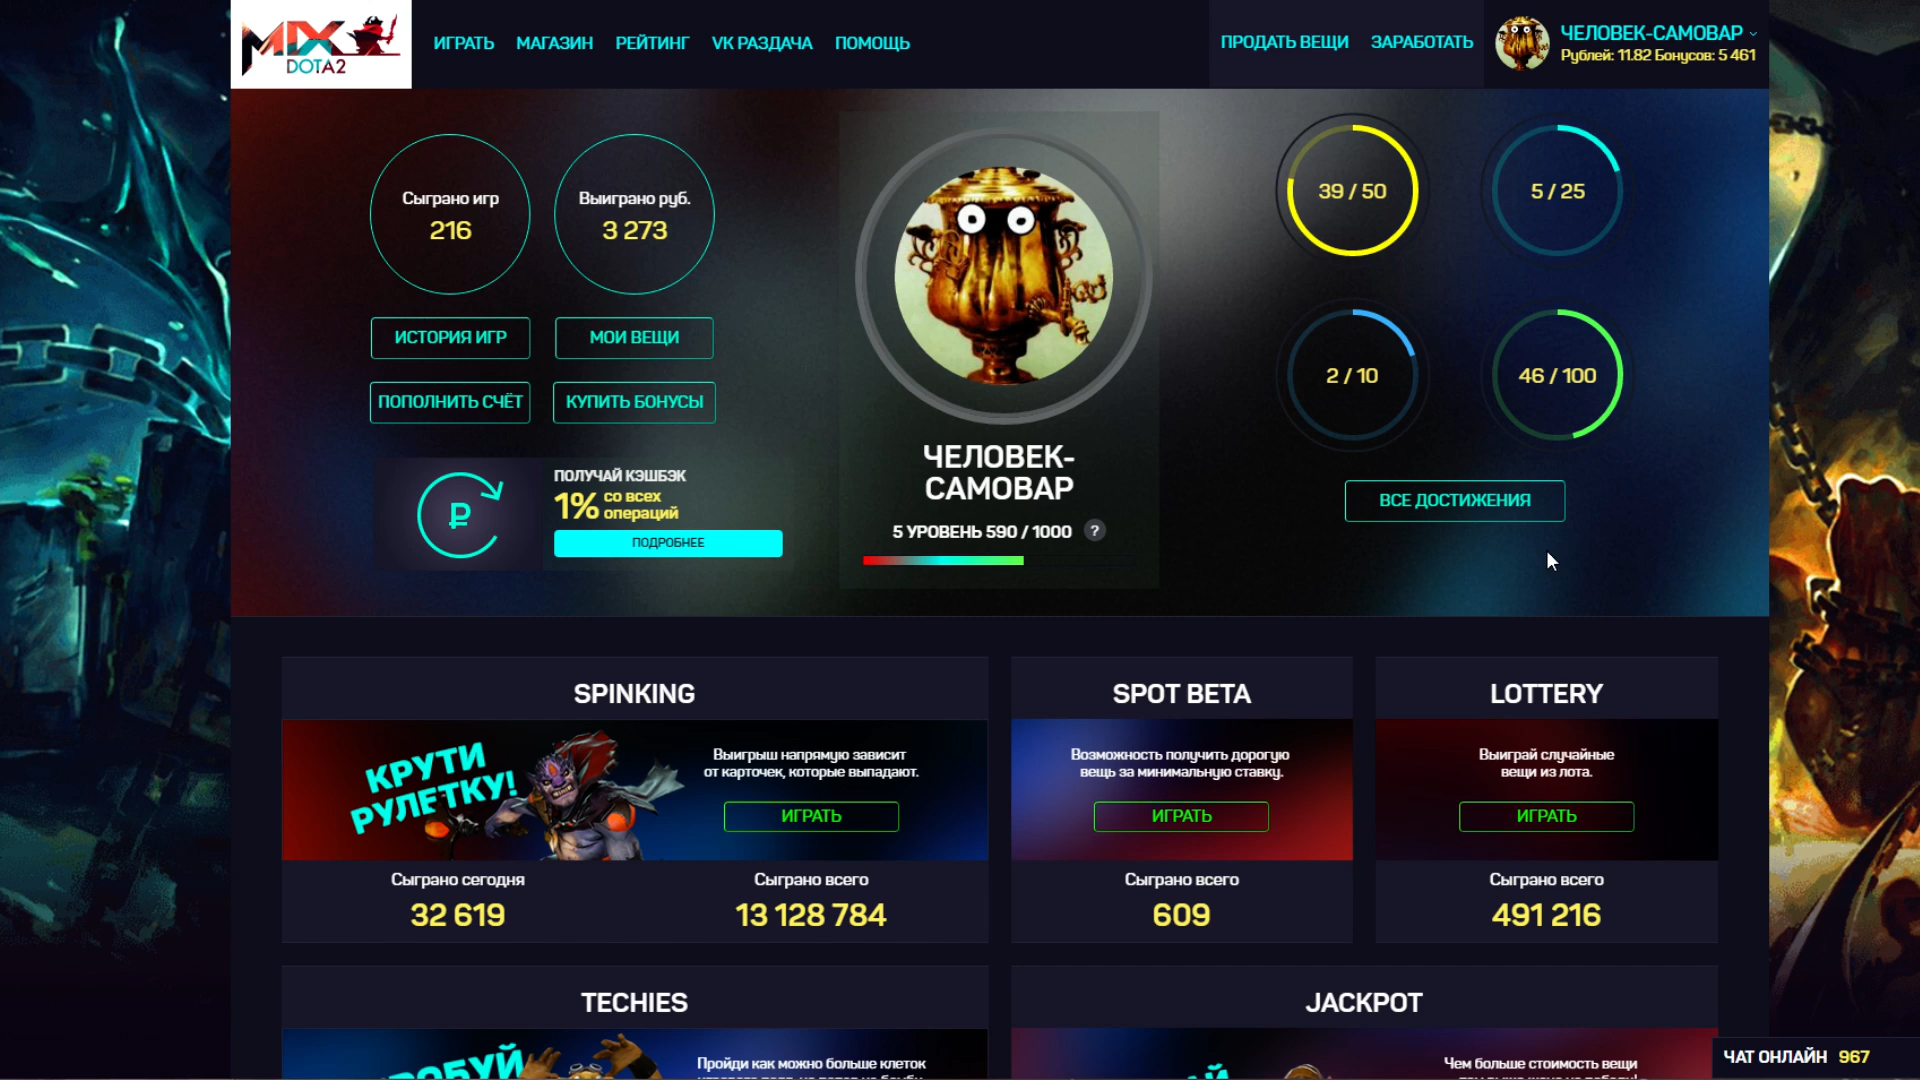 MIX
DOTA2
ИГРАТЬ
МАГАЗИН
РЕЙТИНГ
VK РАЗДАЧА
ПОМОЩЬ
ПРОДАТЬ ВЕЩИ
ЗАРАБОТАТЬ
ЧЕЛОВЕК-САМОВАР
Рублей: 11.82 Бонусов: 5 461
Сыграно игр
216
Выиграно руб.
3 273
ИСТОРИЯ ИГР
МОИ ВЕЩИ
ПОПОЛНИТЬ СЧЁТ
КУПИТЬ БОНУСЫ
₽
ПОЛУЧАЙ КЭШБЭК
1% со всех
операций
ПОДРОБНЕЕ
ЧЕЛОВЕК-
САМОВАР
5 УРОВЕНЬ 590 / 1000 ?
39 / 50
5 / 25
2 / 10
46 / 100
ВСЕ ДОСТИЖЕНИЯ
SPINKING
КРУТИ
РУЛЕТКУ!
Выигрыш напрямую зависит
от карточек, которые выпадают.
ИГРАТЬ
Сыграно сегодня
32 619
Сыграно всего
13 128 784
SPOT BETA
Возможность получить дорогую
вещь за минимальную ставку.
ИГРАТЬ
Сыграно всего
609
LOTTERY
Выиграй случайные
вещи из лота.
ИГРАТЬ
Сыграно всего
491 216
TECHIES
Пройди как можно больше клеток
JACKPOT
Чем больше стоимость вещи
ЧАТ ОНЛАЙН 967